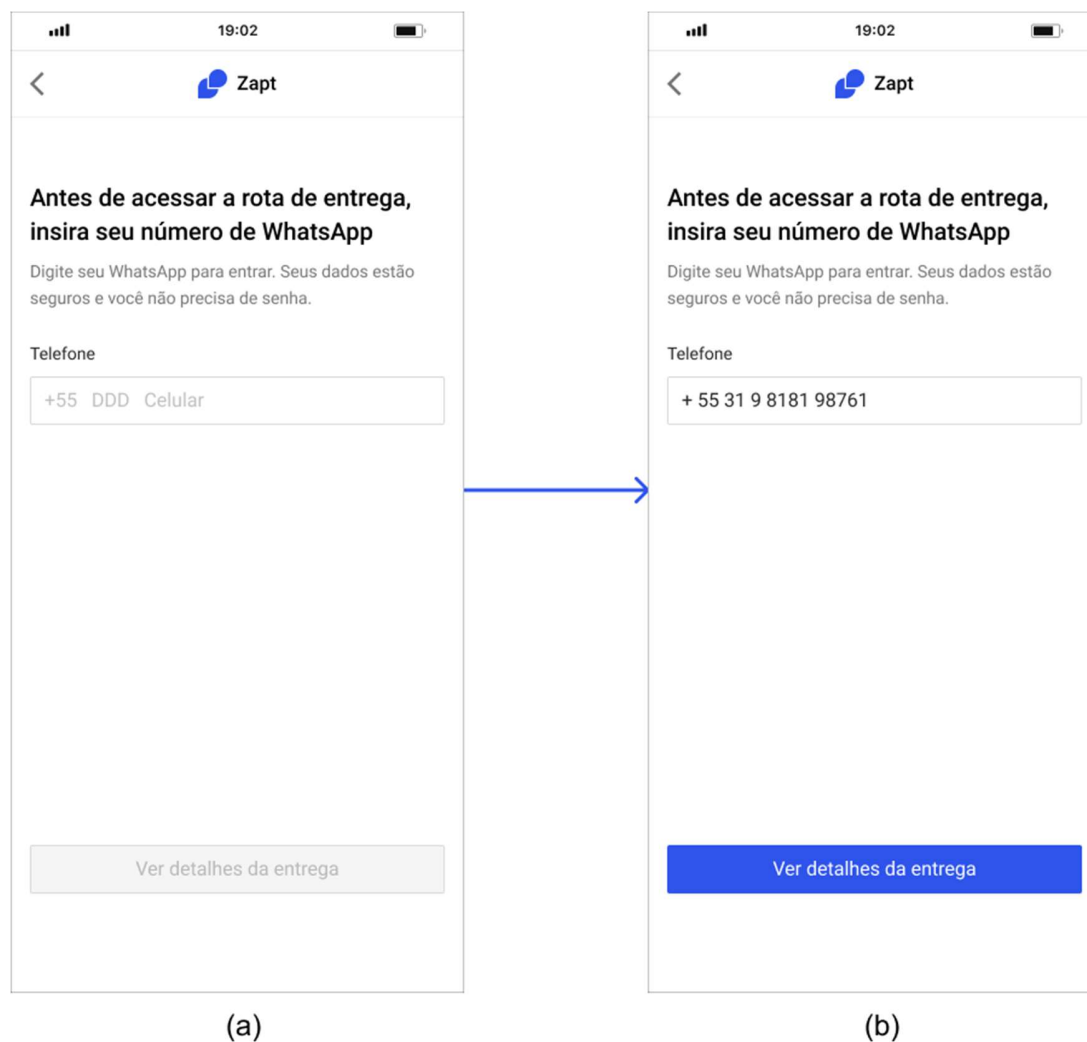 19:02
Zapt
Antes de acessar a rota de entrega,
insira seu número de WhatsApp
Digite seu WhatsApp para entrar. Seus dados estão
seguros e você não precisa de senha.
Telefone
+55 DDD Celular
Ver detalhes da entrega
(a)
19:02
Zapt
Antes de acessar a rota de entrega,
insira seu número de WhatsApp
Digite seu WhatsApp para entrar. Seus dados estão
seguros e você não precisa de senha.
Telefone
+ 55 31 9 8181 98761
Ver detalhes da entrega
(b)